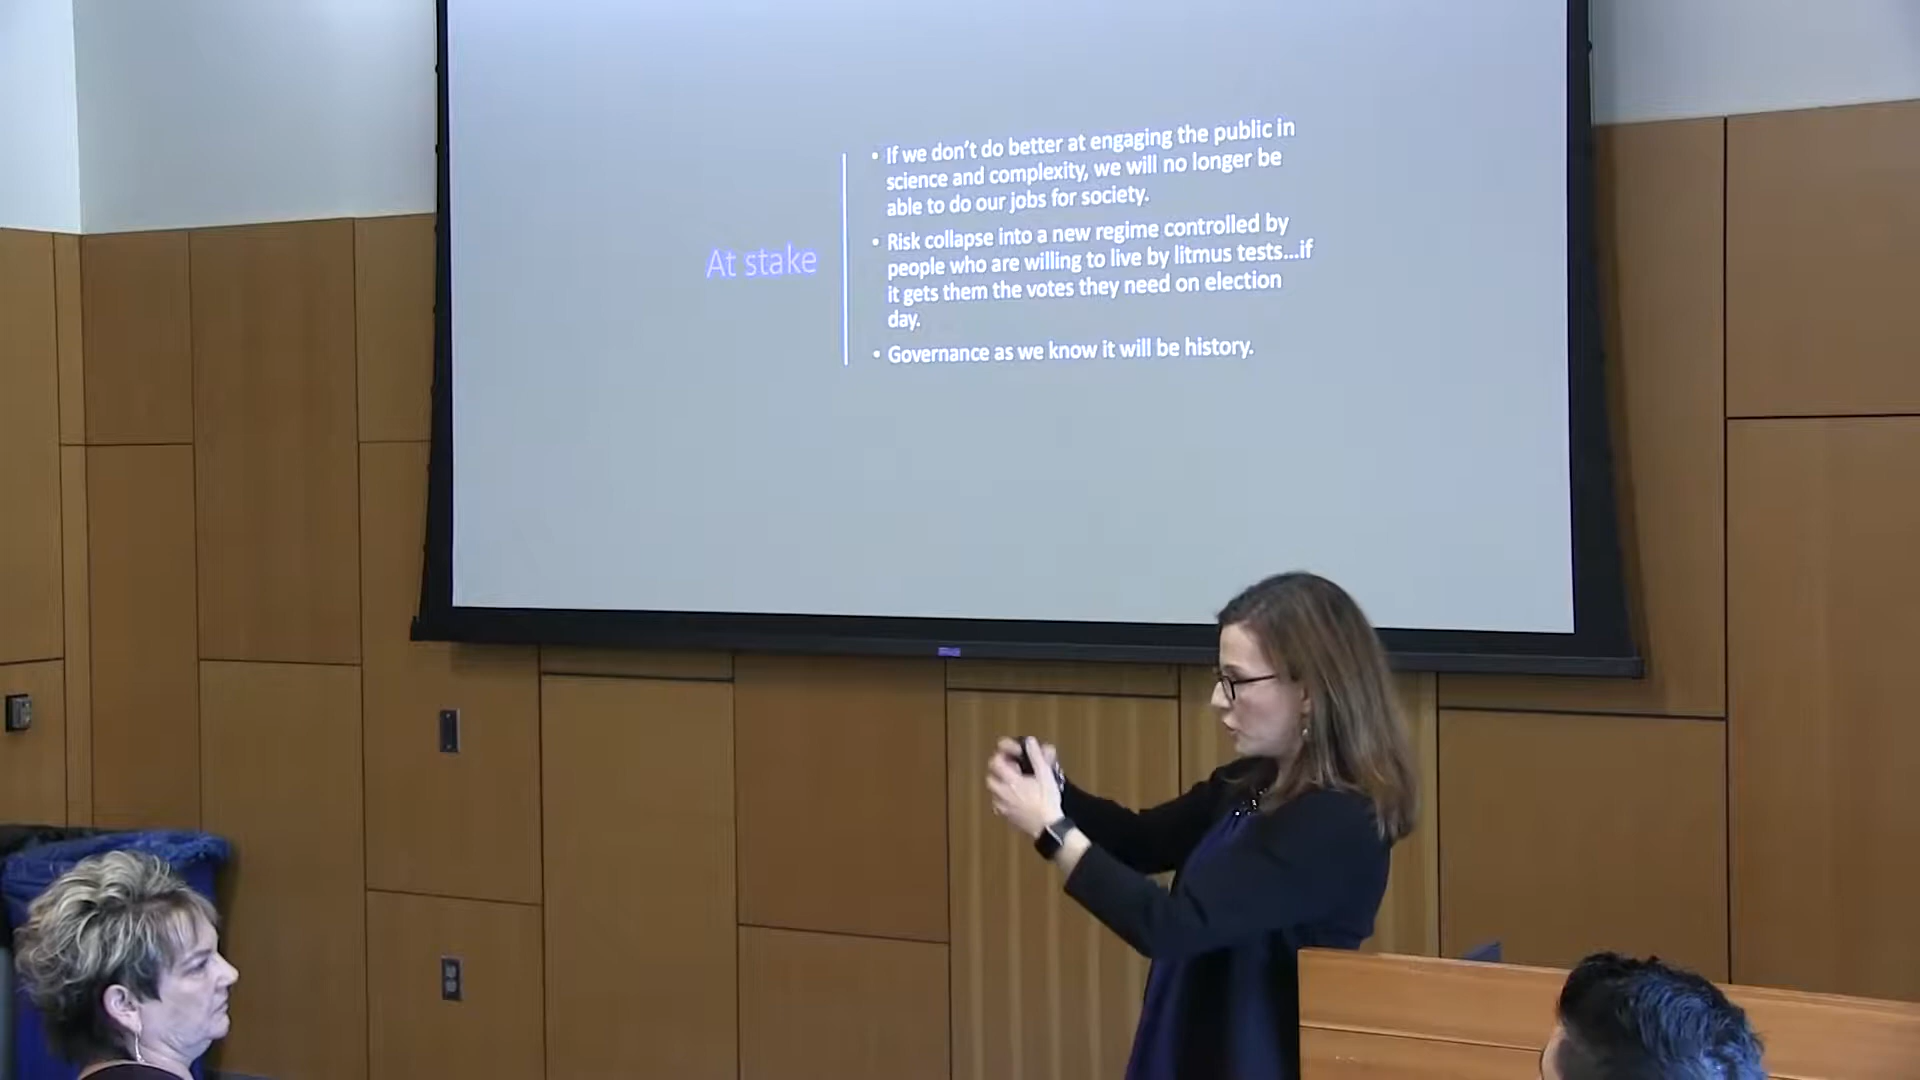 At stake
• If we don't do better at engaging the public in
science and complexity, we will no longer be
able to do our jobs for society.
• Risk collapse into a new regime controlled by
people who are willing to live by litmus tests...if
it gets them the votes they need on election
day.
• Governance as we know it will be history.